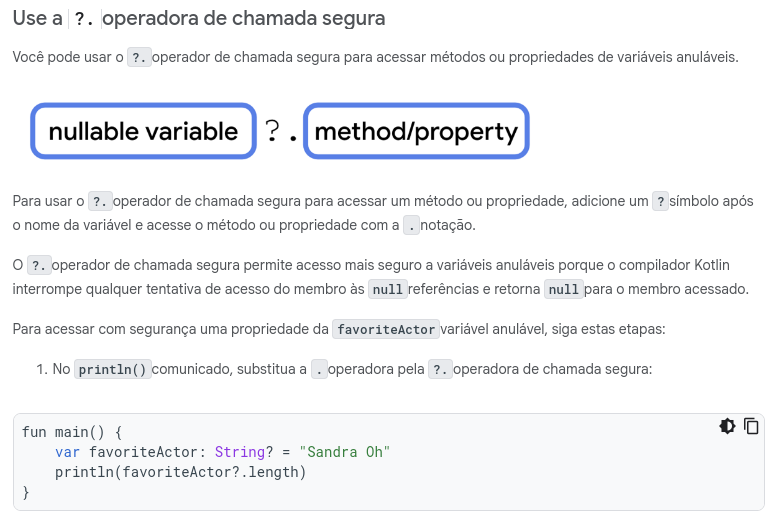 Use a ?. operadora de chamada segura
Você pode usar o ?. operador de chamada segura para acessar métodos ou propriedades de variáveis anuláveis.
nullable variable ? . method/property
Para usar o ?. operador de chamada segura para acessar um método ou propriedade, adicione um ? símbolo após
o nome da variável e acesse o método ou propriedade com a . notação.
O ?. operador de chamada segura permite acesso mais seguro a variáveis anuláveis porque o compilador Kotlin
interrompe qualquer tentativa de acesso do membro às null referências e retorna null para o membro acessado.
Para acessar com segurança uma propriedade da favoriteActor variável anulável, siga estas etapas:
1. No println() comunicado, substitua a . operadora pela ?. operadora de chamada segura:
fun main() {
    var favoriteActor: String? = "Sandra Oh"
    println(favoriteActor?.length)
}